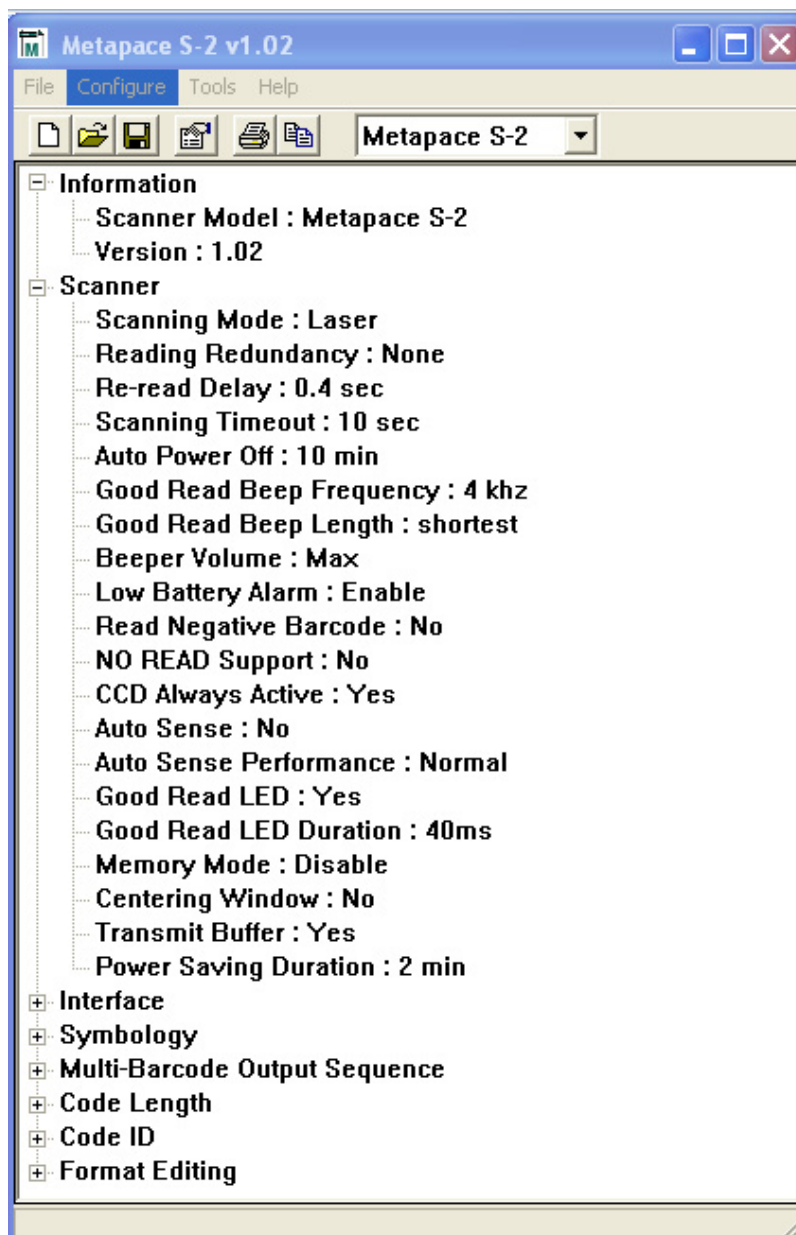 Metapace S-2 v1.02
File Configure Tools Help
Metapace S-2
Information
Scanner Model : Metapace S-2
Version : 1.02
Scanner
Scanning Mode : Laser
Reading Redundancy : None
Re-read Delay : 0.4 sec
Scanning Timeout : 10 sec
Auto Power Off : 10 min
Good Read Beep Frequency : 4 khz
Good Read Beep Length : shortest
Beeper Volume : Max
Low Battery Alarm : Enable
Read Negative Barcode : No
NO READ Support : No
CCD Always Active : Yes
Auto Sense : No
Auto Sense Performance : Normal
Good Read LED : Yes
Good Read LED Duration : 40ms
Memory Mode : Disable
Centering Window : No
Transmit Buffer : Yes
Power Saving Duration : 2 min
Interface
Symbology
Multi-Barcode Output Sequence
Code Length
Code ID
Format Editing